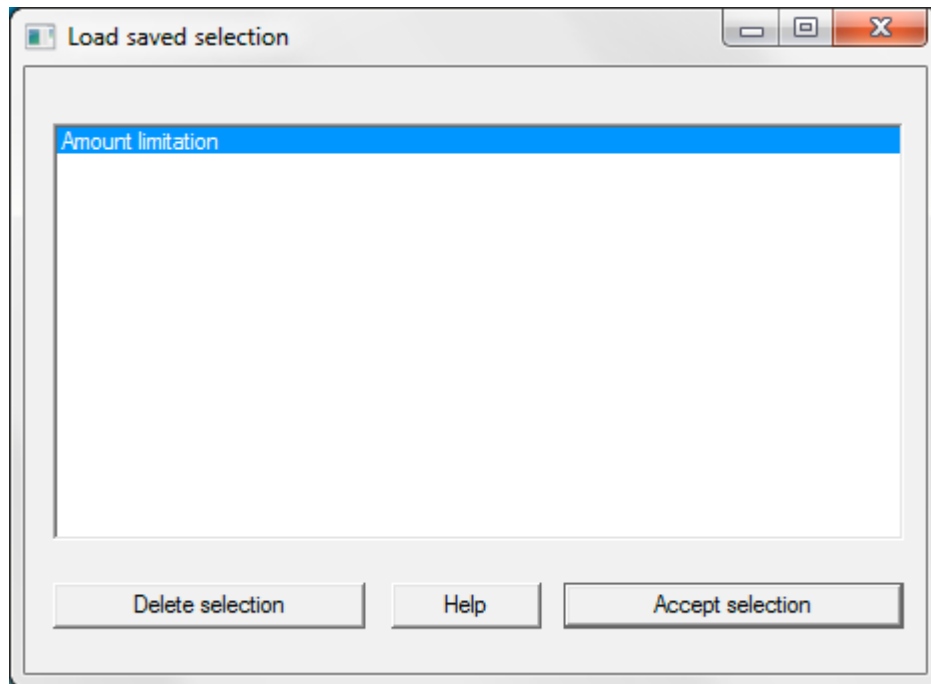 Load saved selection
Amount limitation
Delete selection
Help
Accept selection